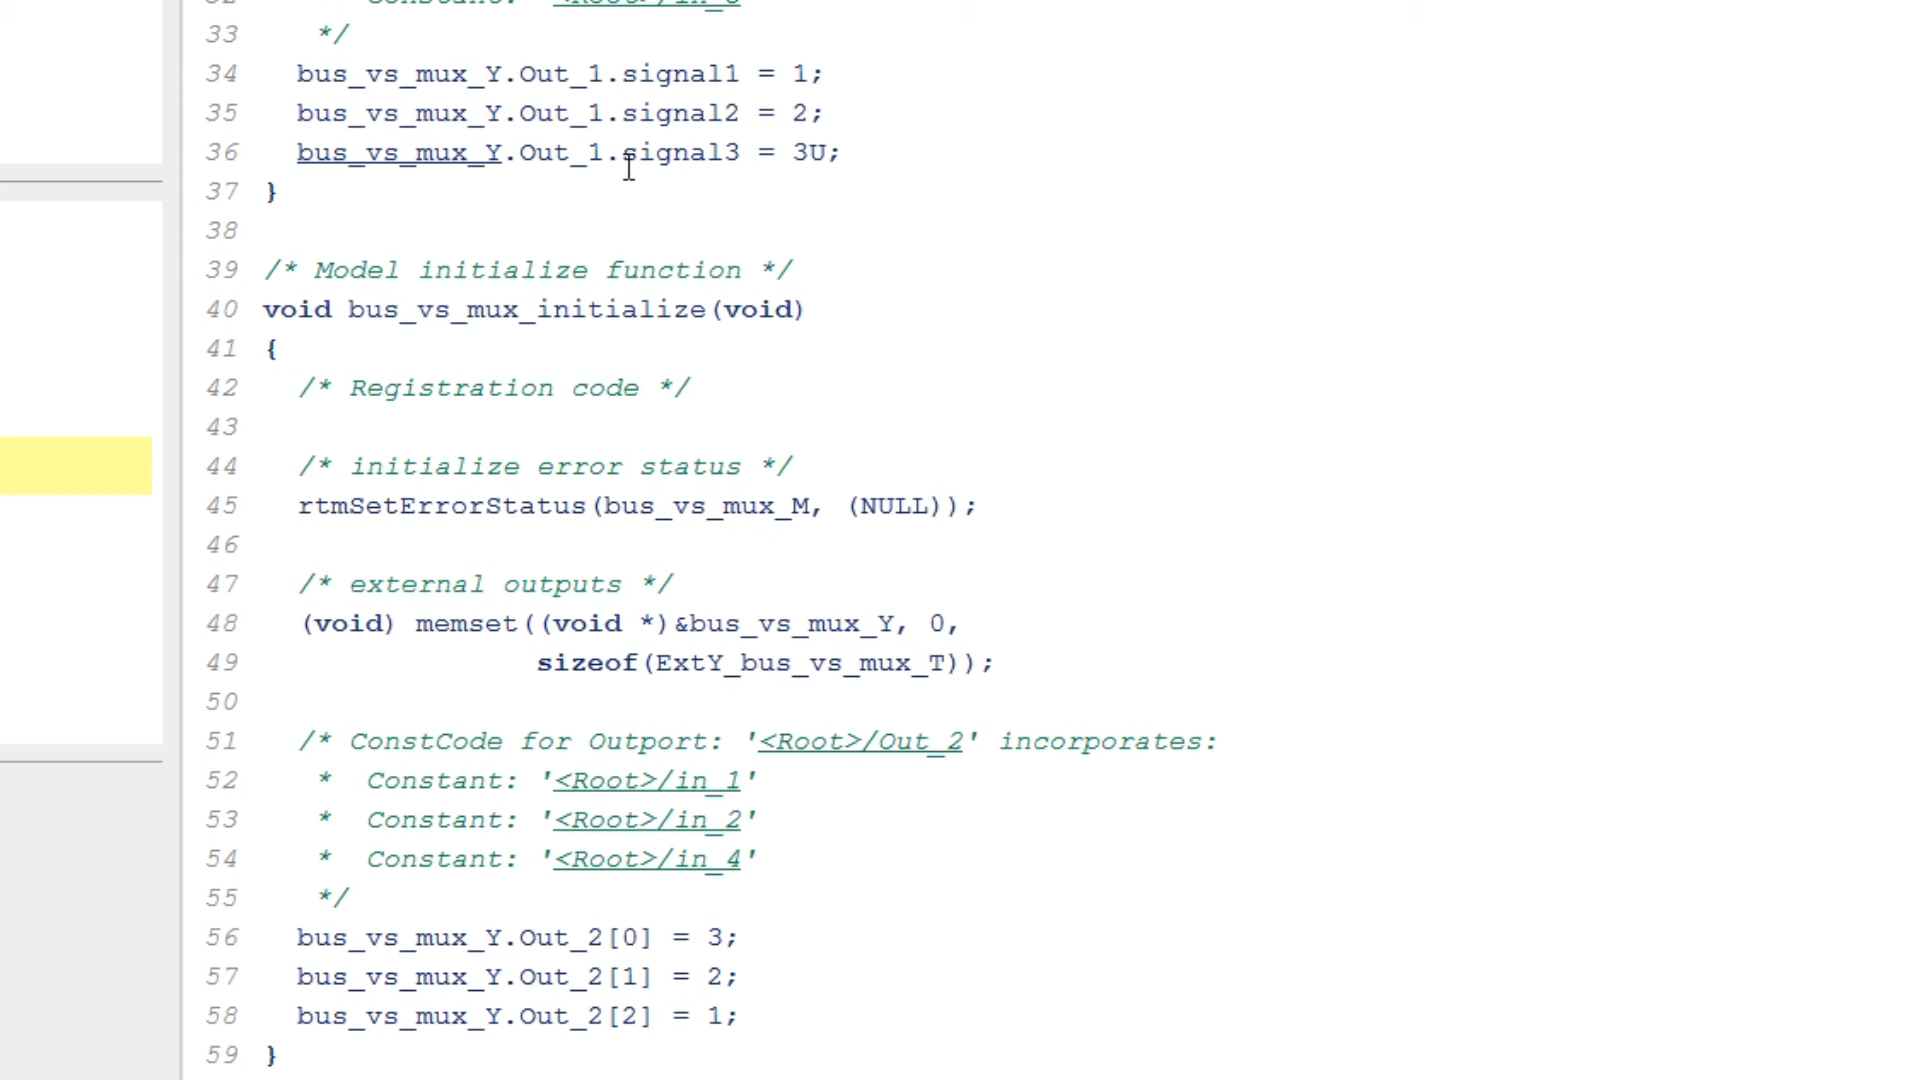 33 */
34 bus_vs_mux_Y.Out_1.signal1 = 1;
35 bus_vs_mux_Y.Out_1.signal2 = 2;
36 bus_vs_mux_Y.Out_1.signal3 = 3U;
37 }
38
39 /* Model initialize function */
40 void bus_vs_mux_initialize(void)
41 {
42 /* Registration code */
43
44 /* initialize error status */
45 rtmSetErrorStatus(bus_vs_mux_M, (NULL));
46
47 /* external outputs */
48 (void) memset((void *)&bus_vs_mux_Y, 0,
49 sizeof(ExtY_bus_vs_mux_T));
50
51 /* ConstCode for Outport: '<Root>/Out_2' incorporates:
52 * Constant: '<Root>/in_1'
53 * Constant: '<Root>/in_2'
54 * Constant: '<Root>/in_4'
55 */
56 bus_vs_mux_Y.Out_2[0] = 3;
57 bus_vs_mux_Y.Out_2[1] = 2;
58 bus_vs_mux_Y.Out_2[2] = 1;
59 }